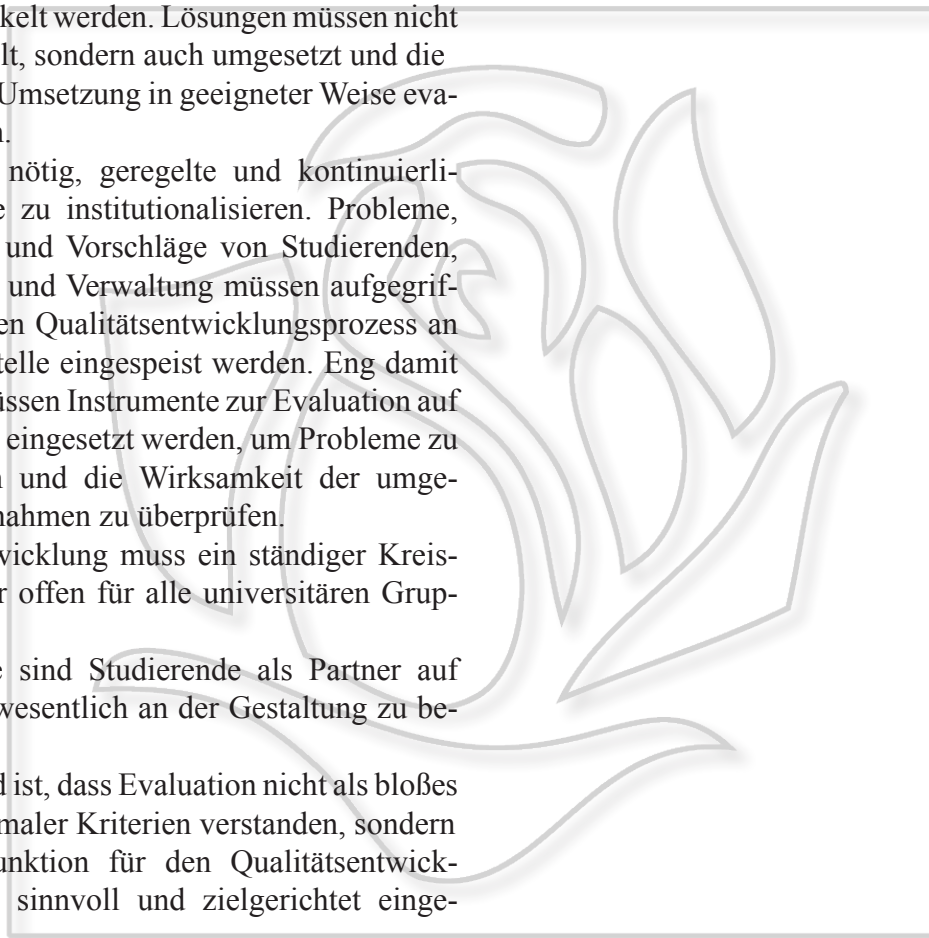 kelt werden. Lösungen müssen nicht
lt, sondern auch umgesetzt und die
Umsetzung in geeigneter Weise eva-
n.
nötig, geregelte und kontinuierli-
e zu institutionalisieren. Probleme,
und Vorschläge von Studierenden,
und Verwaltung müssen aufgegrif-
en Qualitätsentwicklungsprozess an
telle eingespeist werden. Eng damit
üssen Instrumente zur Evaluation auf
eingesetzt werden, um Probleme zu
n und die Wirksamkeit der umge-
nahmen zu überprüfen.
wicklung muss ein ständiger Kreis-
r offen für alle universitären Grup-
e sind Studierende als Partner auf
wesentlich an der Gestaltung zu be-
d ist, dass Evaluation nicht als bloßes
maler Kriterien verstanden, sondern
unktion für den Qualitätsentwick-
sinnvoll und zielgerichtet einge-